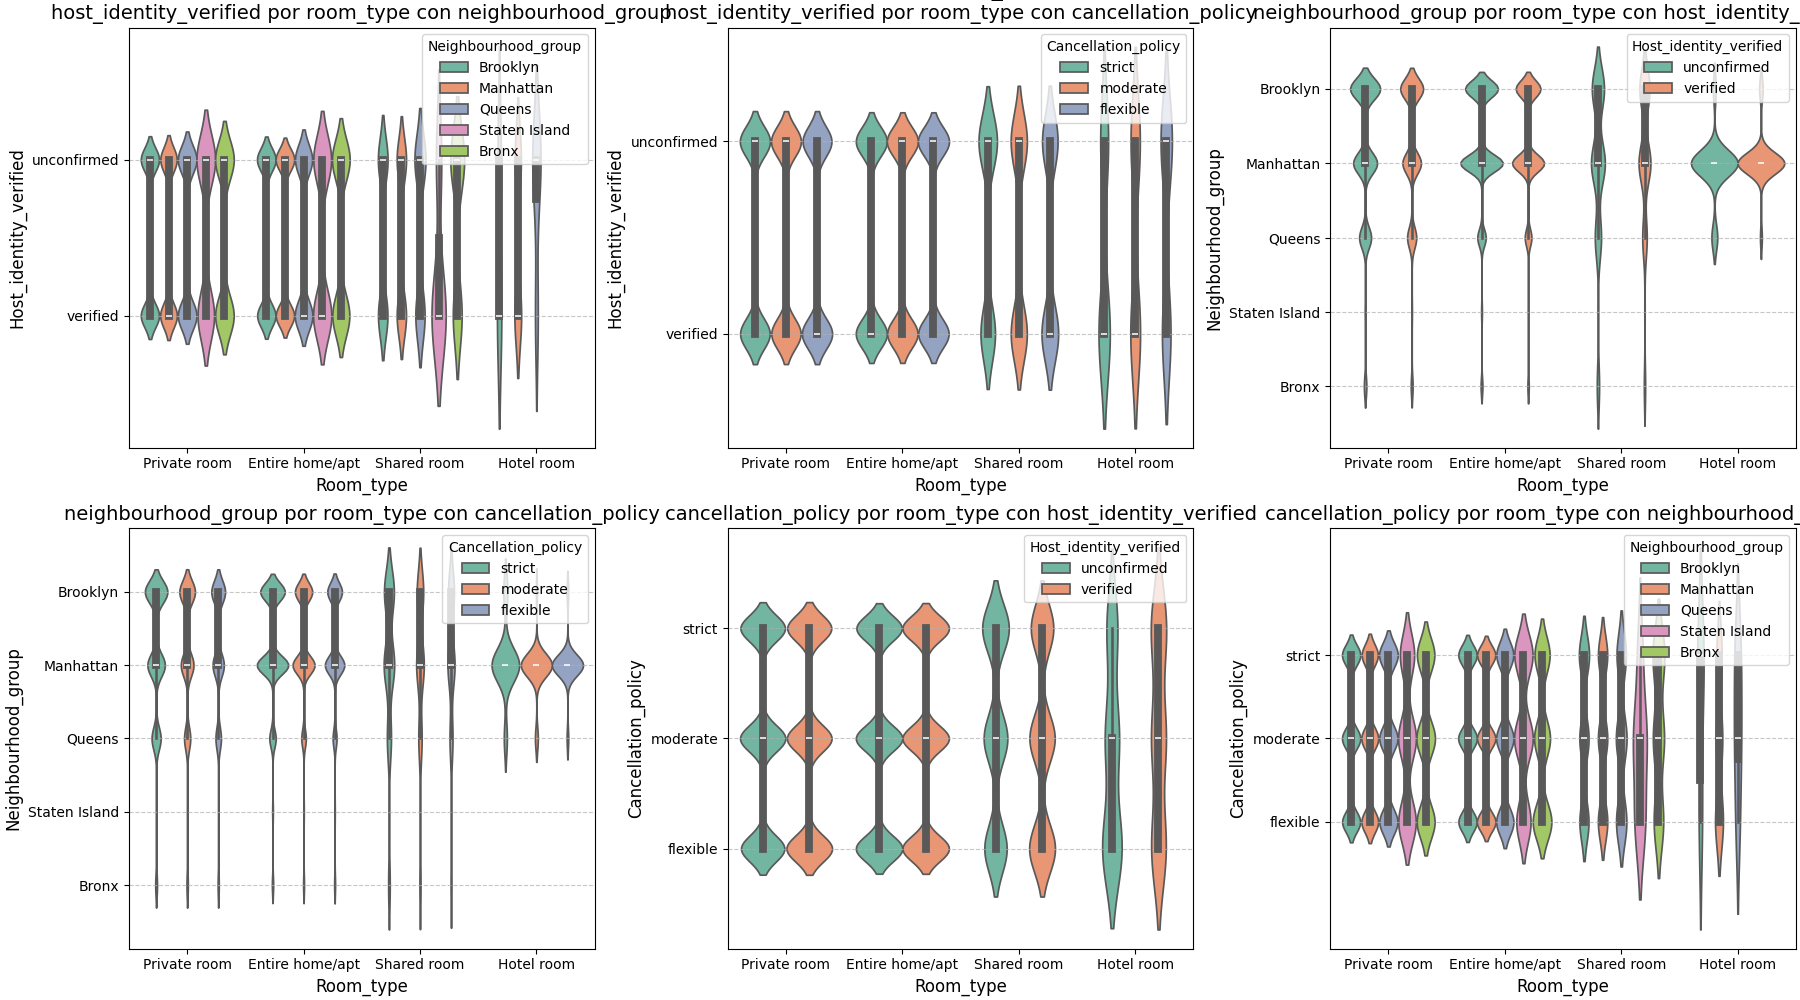 host_identity_verified por room_type con neighbourhood_group
Neighbourhood_group
Brooklyn
Manhattan
Queens
Staten Island
Bronx
unconfirmed
verified
Host_identity_verified
Private room Entire home/apt Shared room Hotel room
Room_type
host_identity_verified por room_type con cancellation_policy
Cancellation_policy
strict
moderate
flexible
unconfirmed
verified
Host_identity_verified
Private room Entire home/apt Shared room Hotel room
Room_type
neighbourhood_group por room_type con host_identity_
Host_identity_verified
unconfirmed
verified
Brooklyn
Manhattan
Queens
Staten Island
Bronx
Neighbourhood_group
Private room Entire home/apt Shared room Hotel room
Room_type
neighbourhood_group por room_type con cancellation_policy
Cancellation_policy
strict
moderate
flexible
Brooklyn
Manhattan
Queens
Staten Island
Bronx
Neighbourhood_group
Private room Entire home/apt Shared room Hotel room
Room_type
cancellation_policy por room_type con host_identity_verified
Host_identity_verified
unconfirmed
verified
strict
moderate
flexible
Cancellation_policy
Private room Entire home/apt Shared room Hotel room
Room_type
cancellation_policy por room_type con neighbourhood_
Neighbourhood_group
Brooklyn
Manhattan
Queens
Staten Island
Bronx
strict
moderate
flexible
Cancellation_policy
Private room Entire home/apt Shared room Hotel room
Room_type